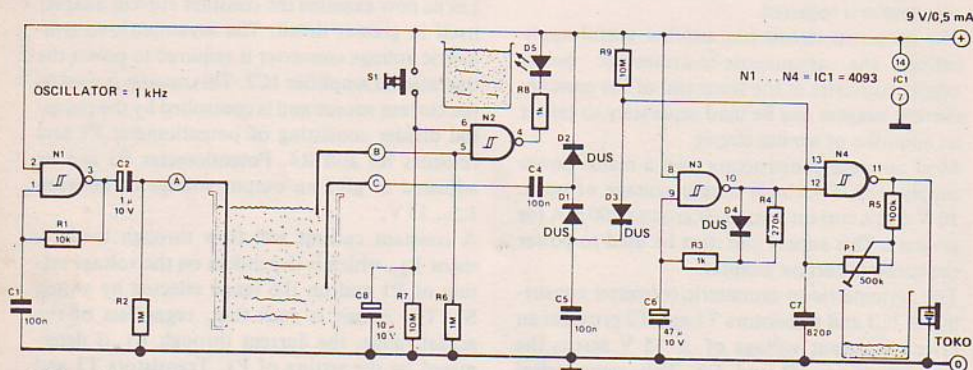 9 V/0,5 mA
+
S1
D5
R9
10M
14
IC1
7
N1 . . . N4 = IC1 = 4093
OSCILLATOR = 1 kHz
R8
1k
N2
5
4
B
C
D2
DUS
N1
2
1
3
C2
1µ
10 V
A
C4
100n
D1
DUS
D3
DUS
N3
8
10
D4
DUS
R4
270k
R3
1k
N4
13
12
11
R5
100k
P1
500k
R1
10k
C1
100n
R2
1M
C8
10µ
10 V
R7
10M
R6
1M
C5
100n
C6
47µ
10 V
820p
TOKO
0